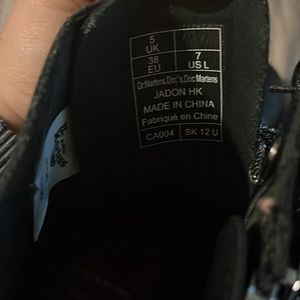 5
UK
38
EU
7
US L
Dr.Martens.Doc's.Doc Martens
JADON HK
MADE IN CHINA
Fabriqué en Chine
CA004
SK 12 U